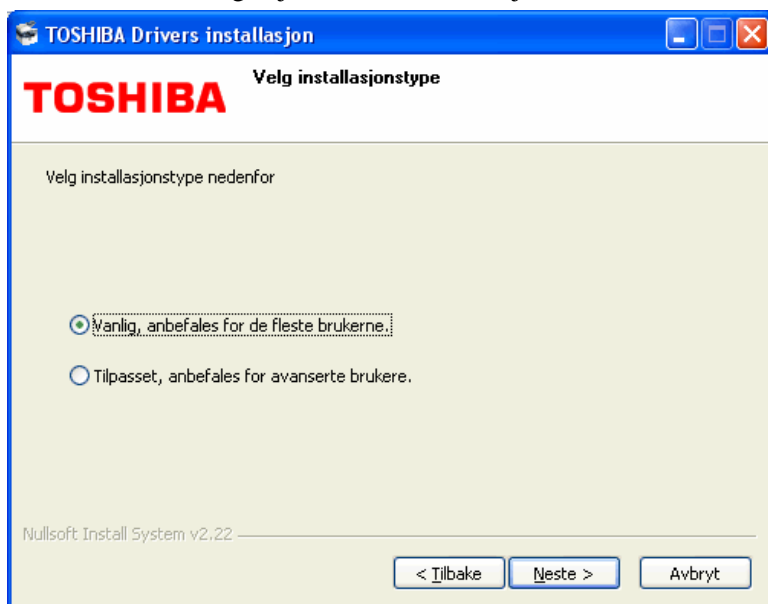 TOSHIBA Drivers installasjon
TOSHIBA
Velg installasjonstype
Velg installasjonstype nedenfor
Vanlig, anbefales for de fleste brukerne.
Tilpasset, anbefales for avanserte brukere.
Nullsoft Install System v2.22
< Tilbake
Neste >
Avbryt